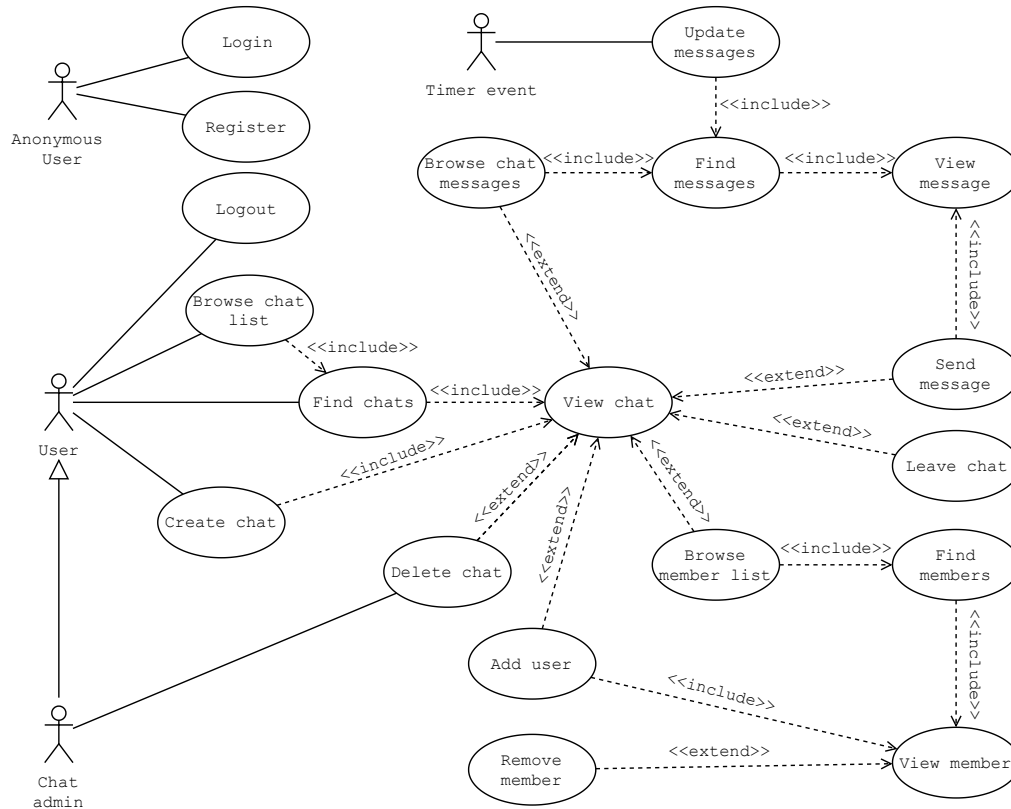 Login
Update
messages
Timer event
<<include>>
Register
Anonymous
User
Browse chat
messages
<<include>>
Find
messages
<<include>>
View
message
Logout
<<extend>>
<<include>>
Browse chat
list
<<include>>
Send
message
<<extend>>
Find chats
<<include>>
View chat
User
<<include>>
<<extend>>
Leave chat
<<extend>>
<<extend>>
<<extend>>
Create chat
Delete chat
Browse
member list
<<include>>
Find
members
Add user
<<include>>
<<include>>
Remove
member
<<extend>>
View member
Chat
admin